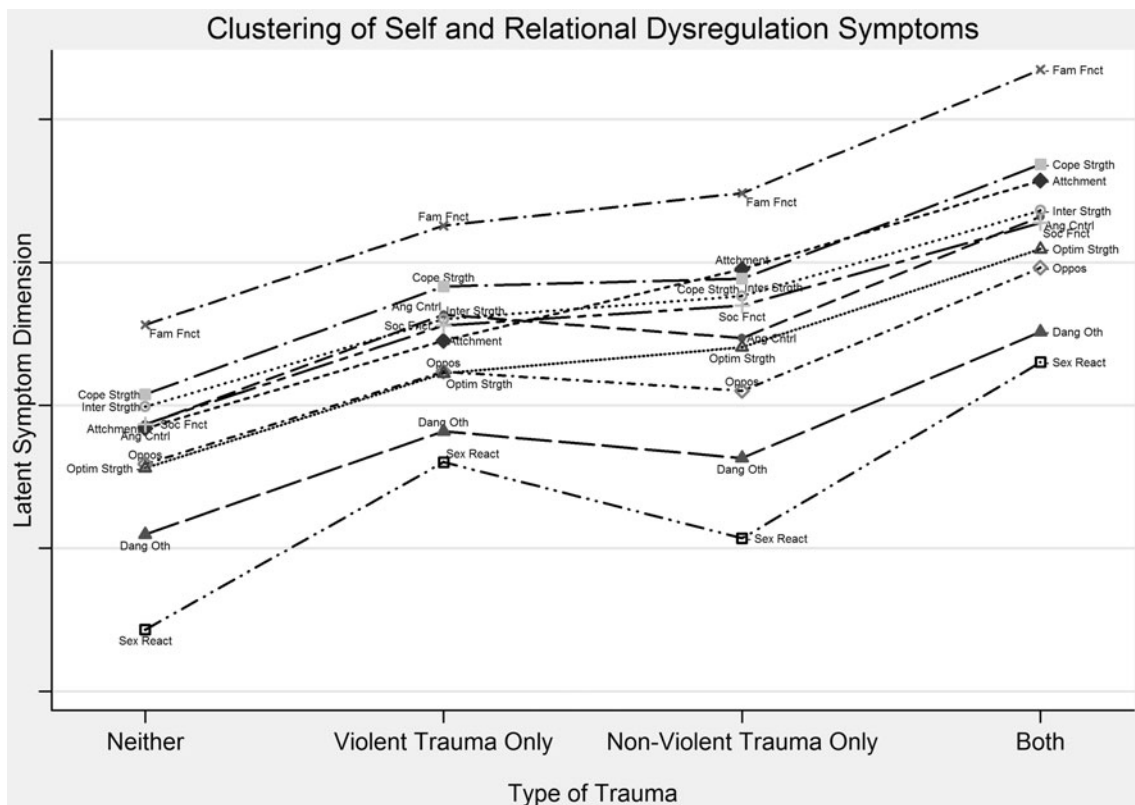 Clustering of Self and Relational Dysregulation Symptoms
Latent Symptom Dimension
Fam Fnct
Cope Strgth
Inter Strgth
Attchment
Soc Fnct
Ang Cntrl
Oppos
Optim Strgth
Dang Oth
Sex React
Fam Fnct
Cope Strgth
Ang Cntrl
Inter Strgth
Soc Fnct
Attchment
Oppos
Optim Strgth
Dang Oth
Sex React
Fam Fnct
Attchment
Cope Strgth
Inter Strgth
Soc Fnct
Ang Cntrl
Optim Strgth
Oppos
Dang Oth
Sex React
Fam Fnct
Cope Strgth
Attchment
Inter Strgth
Ang Cntrl
Soc Fnct
Optim Strgth
Oppos
Dang Oth
Sex React
Neither
Violent Trauma Only
Non-Violent Trauma Only
Both
Type of Trauma